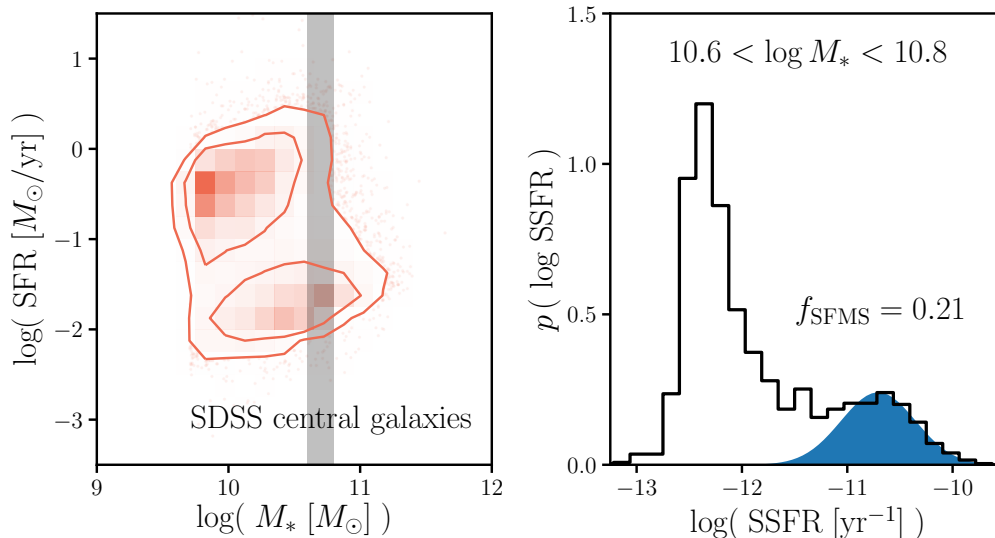 1
0
−1
−2
−3
log( SFR [M⊙/yr] )
SDSS central galaxies
9
10
11
12
log( M* [M⊙] )
1.5
1.0
0.5
0.0
p( log SSFR )
10.6 < log M* < 10.8
fSFMS = 0.21
−13
−12
−11
−10
log( SSFR [yr−1] )